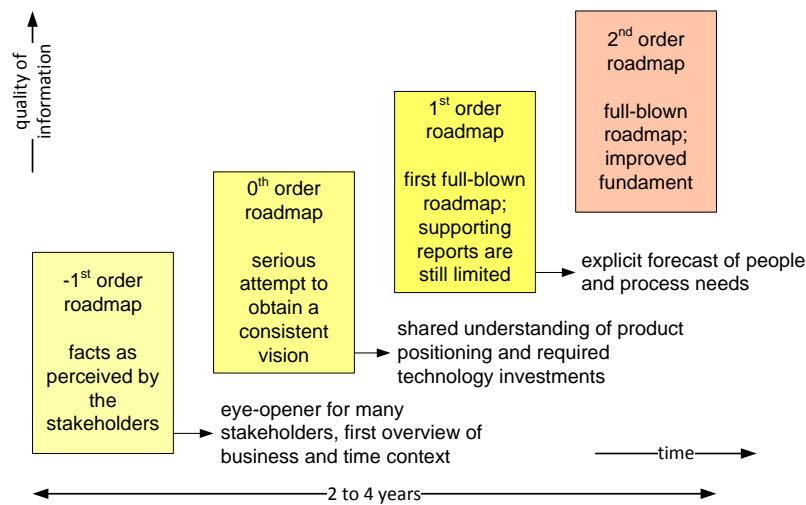 quality of
information
-1st order
roadmap
facts as
perceived by
the
stakeholders
eye-opener for many
stakeholders, first overview of
business and time context
0th order
roadmap
serious
attempt to
obtain a
consistent
vision
shared understanding of product
positioning and required
technology investments
1st order
roadmap
first full-blown
roadmap;
supporting
reports are
still limited
explicit forecast of people
and process needs
2nd order
roadmap
full-blown
roadmap;
improved
fundament
time
2 to 4 years